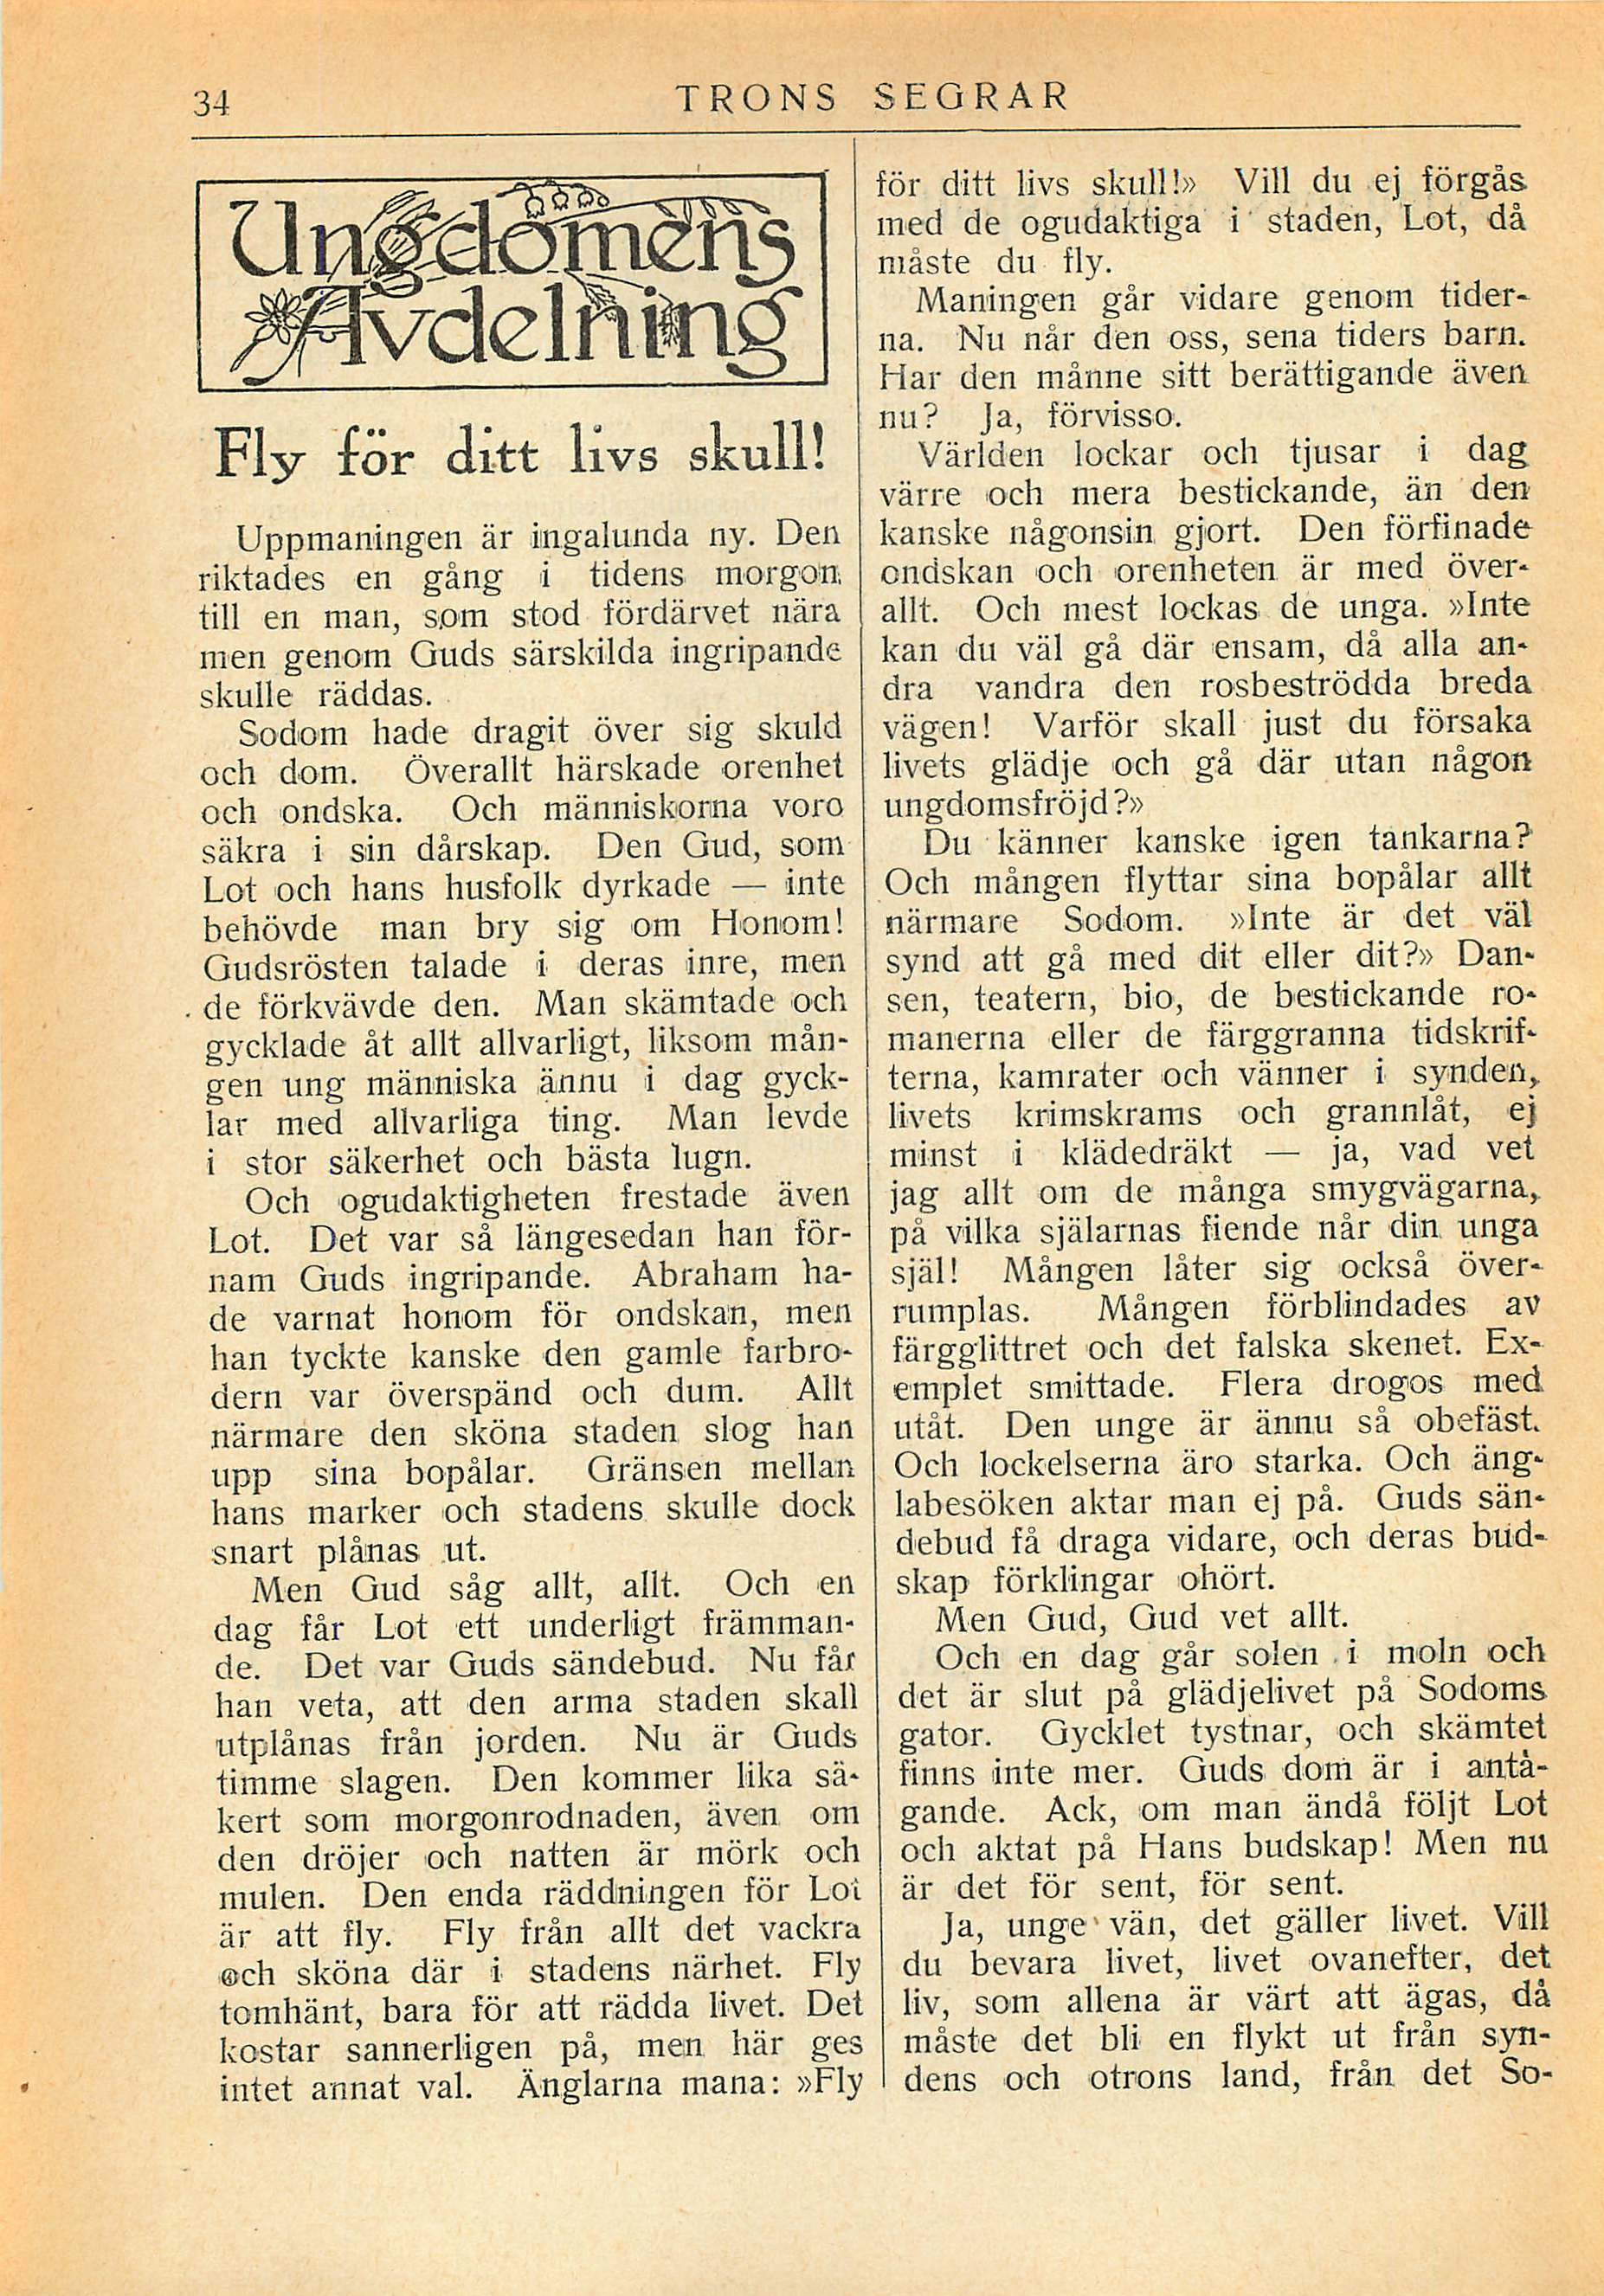 34
TRONS SEGRAR
Ungdomens
Avdelning
Fly för ditt livs skull!
Uppmaningen är ingalunda ny. Den
riktades en gång i tidens morgon
till en man, som stod fördärvet nära
men genom Guds särskilda ingripande
skulle räddas.
Sodom hade dragit över sig skuld
och dom. Överallt härskade orenhet
och ondska. Och människorna voro
säkra i sin dårskap. Den Gud, som
Lot och hans husfolk dyrkade — inte
behövde man bry sig om Honom!
Gudsrösten talade i deras inre, men
de förkvävde den. Man skämtade och
gycklade åt allt allvarligt, liksom mån-
gen ung människa ännu i dag gyck-
lar med allvarliga ting. Man levde
i stor säkerhet och bästa lugn.
Och ogudaktigheten frestade även
Lot. Det var så längesedan han för-
nam Guds ingripande. Abraham ha-
de varnat honom för ondskan, men
han tyckte kanske den gamle farbro-
dern var överspänd och dum. Allt
närmare den sköna staden slog han
upp sina bopålar. Gränsen mellan
hans marker och stadens skulle dock
snart plånas ut.
Men Gud såg allt, allt. Och en
dag får Lot ett underligt främman-
de. Det var Guds sändebud. Nu får
han veta, att den arma staden skall
utplånas från jorden. Nu är Guds
timme slagen. Den kommer lika sä-
kert som morgonrodnaden, även om
den dröjer och natten är mörk och
mulen. Den enda räddningen för Lot
är att fly. Fly från allt det vackra
och sköna där i stadens närhet. Fly
tomhänt, bara för att rädda livet. Det
kostar sannerligen på, men här ges
intet annat val. Änglarna mana: »Fly
för ditt livs skull!» Vill du ej förgås
med de ogudaktiga i staden, Lot, då
måste du fly.
Maningen går vidare genom tider-
na. Nu når den oss, sena tiders barn.
Har den månne sitt berättigande även
nu? Ja, förvisso.
Världen lockar och tjusar i dag
värre och mera bestickande, än den
kanske någonsin gjort. Den förfinade
ondskan och orenheten är med över-
allt. Och mest lockas de unga. »Inte
kan du väl gå där ensam, då alla an-
dra vandra den rosbeströdda breda
vägen! Varför skall just du försaka
livets glädje och gå där utan någon
ungdomsfröjd?»
Du känner kanske igen tankarna?
Och mången flyttar sina bopålar allt
närmare Sodom. »Inte är det väl
synd att gå med dit eller dit?» Dan-
sen, teatern, bio, de bestickande ro-
manerna eller de färggranna tidskrif-
terna, kamrater och vänner i synden,
livets krimskrams och grannlåt, ej
minst i klädedräkt — ja, vad vet
jag allt om de många smygvägarna,
på vilka själarnas fiende når din unga
själ! Mången låter sig också över-
rumplas. Mången förblindades av
färgglittret och det falska skenet. Ex-
emplet smittade. Flera drogos med
utåt. Den unge är ännu så obefäst.
Och lockelserna äro starka. Och äng-
labesöken aktar man ej på. Guds sän-
debud få draga vidare, och deras bud-
skap förklingar ohört.
Men Gud, Gud vet allt.
Och en dag går solen i moln och
det är slut på glädjelivet på Sodoms
gator. Gycklet tystnar, och skämtet
finns inte mer. Guds dom är i antå-
gande. Ack, om man ändå följt Lot
och aktat på Hans budskap! Men nu
är det för sent, för sent.
Ja, unge vän, det gäller livet. Vill
du bevara livet, livet ovanefter, det
liv, som allena är värt att ägas, då
måste det bli en flykt ut från syn-
dens och otrons land, från det So-